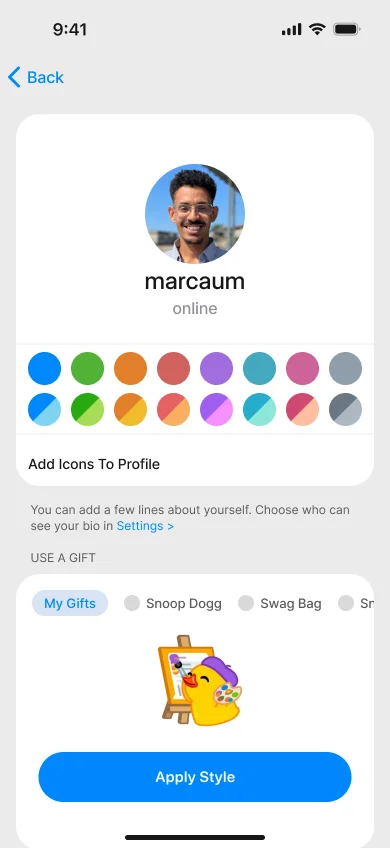 9:41
Back
marcaum
online
Add Icons To Profile
You can add a few lines about yourself. Choose who can
see your bio in Settings >
USE A GIFT
My Gifts Snoop Dogg Swag Bag Sn
Apply Style